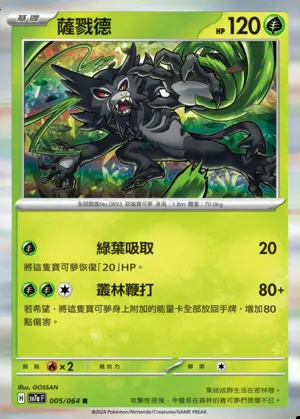 基礎
薩戮德
HP 120
全國圖鑑No.0893 惡猿寶可夢 身高：1.8m 體重：70.0kg
綠葉吸取 20
將這隻寶可夢恢復「20」HP。
叢林鞭打 80+
若希望，將這隻寶可夢身上附加的能量卡全部放回手牌，增加80
點傷害。
弱點 ×2 抵抗力 撤退
Illus. GOSSAN
H sv7a F 005/064 R
集結成群生活在森林裡。
攻擊性很強，令住在森林的寶可夢們畏懼不已。
©2024 Pokémon/Nintendo/Creatures/GAME FREAK.